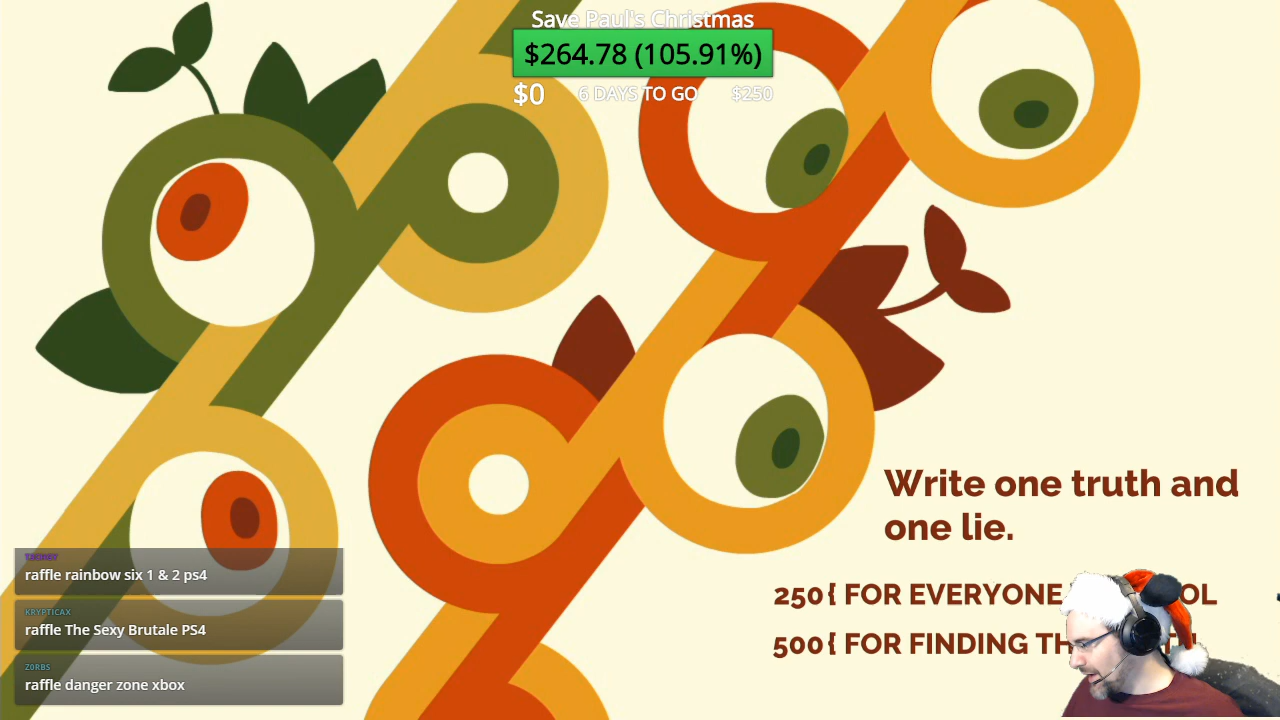 Save Paul's Christmas
$264.78 (105.91%)
$0 6 DAYS TO GO $250
Write one truth and
one lie.
250{ FOR EVERYONE
500{ FOR FINDING
raffle rainbow six 1 & 2 ps4
KRYPTICAX
raffle The Sexy Brutale PS4
Z0RBS
raffle danger zone xbox